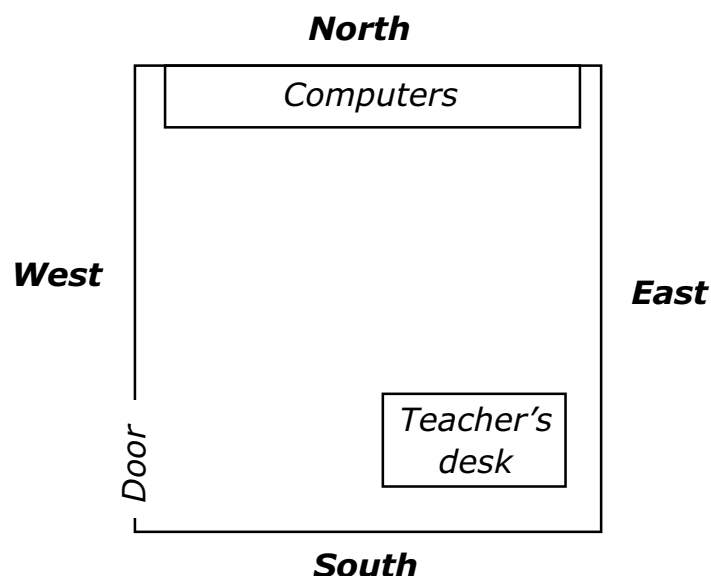 North
Computers
West
East
Teacher’s
desk
Door
South